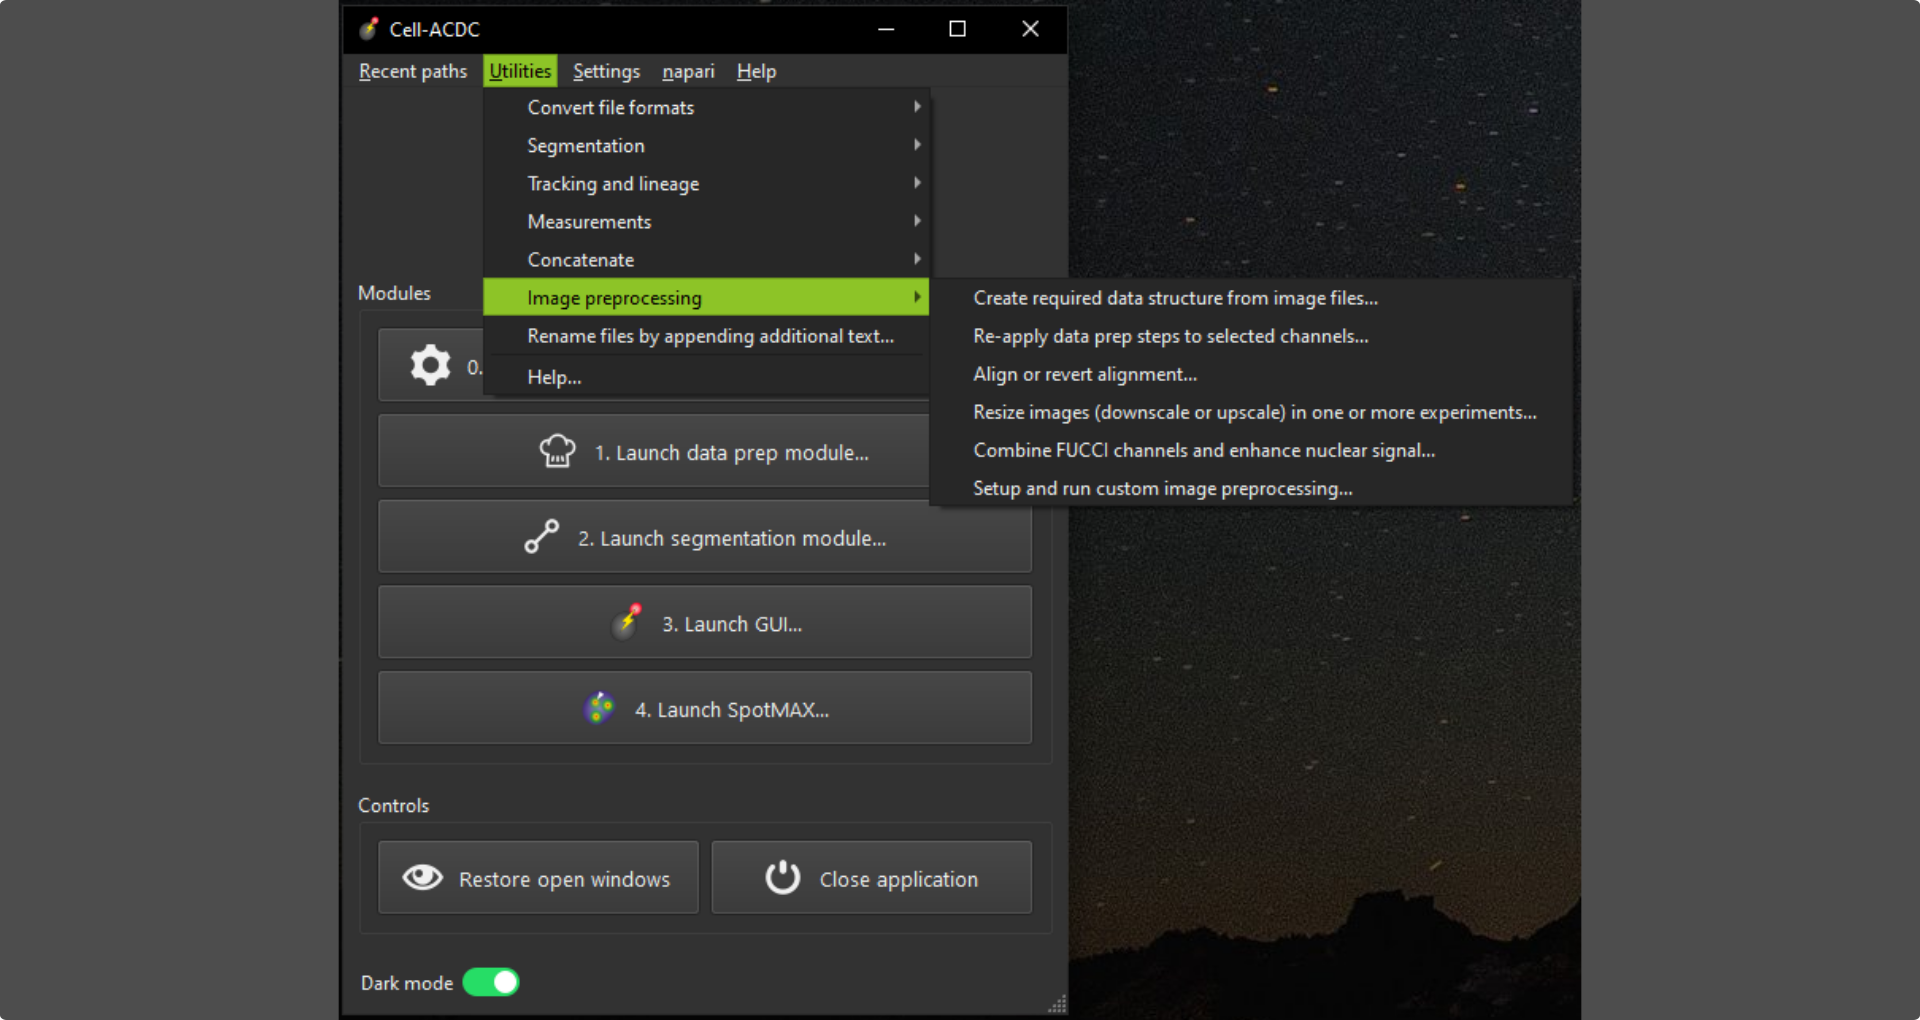 Cell-ACDC
Recent paths Utilities Settings napari Help
Convert file formats
Segmentation
Tracking and lineage
Measurements
Concatenate
Image preprocessing
Rename files by appending additional text...
Help...
Create required data structure from image files...
Re-apply data prep steps to selected channels...
Align or revert alignment...
Resize images (downscale or upscale) in one or more experiments...
Combine FUCCI channels and enhance nuclear signal...
Setup and run custom image preprocessing...
Modules
0.
1. Launch data prep module...
2. Launch segmentation module...
3. Launch GUI...
4. Launch SpotMAX...
Controls
Restore open windows
Close application
Dark mode